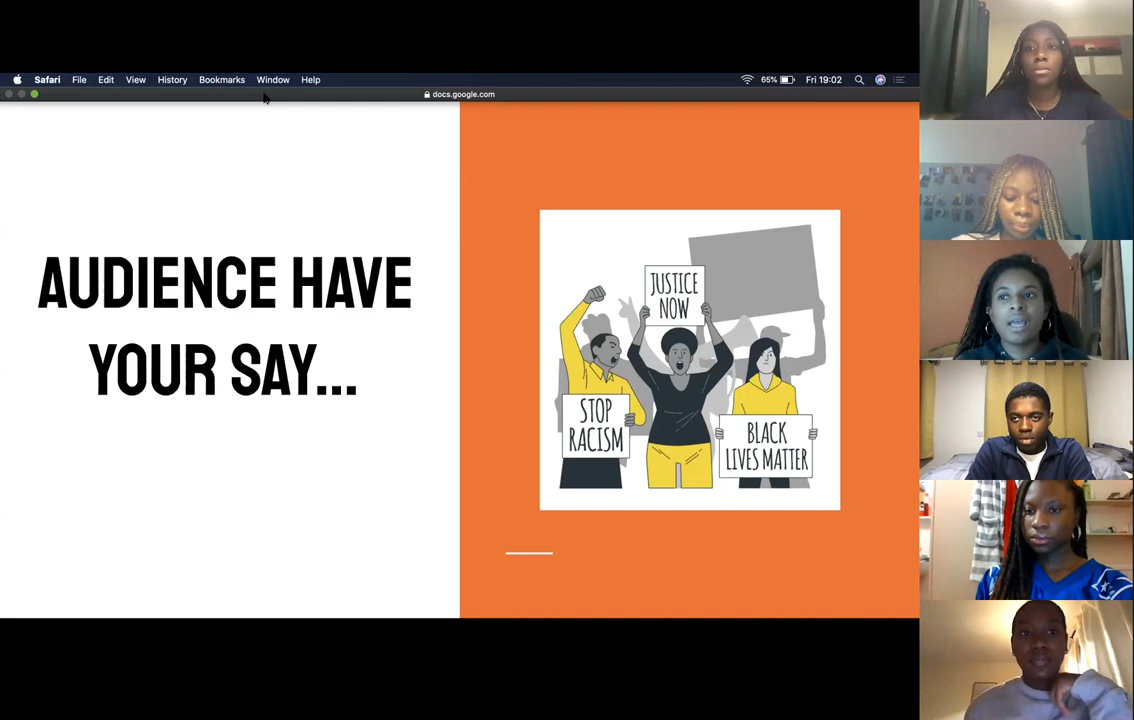 Safari File Edit View History Bookmarks Window Help 65% Fri 19:02
docs.google.com
AUDIENCE HAVE
YOUR SAY...
JUSTICE
NOW
STOP
RACISM
BLACK
LIVES MATTER